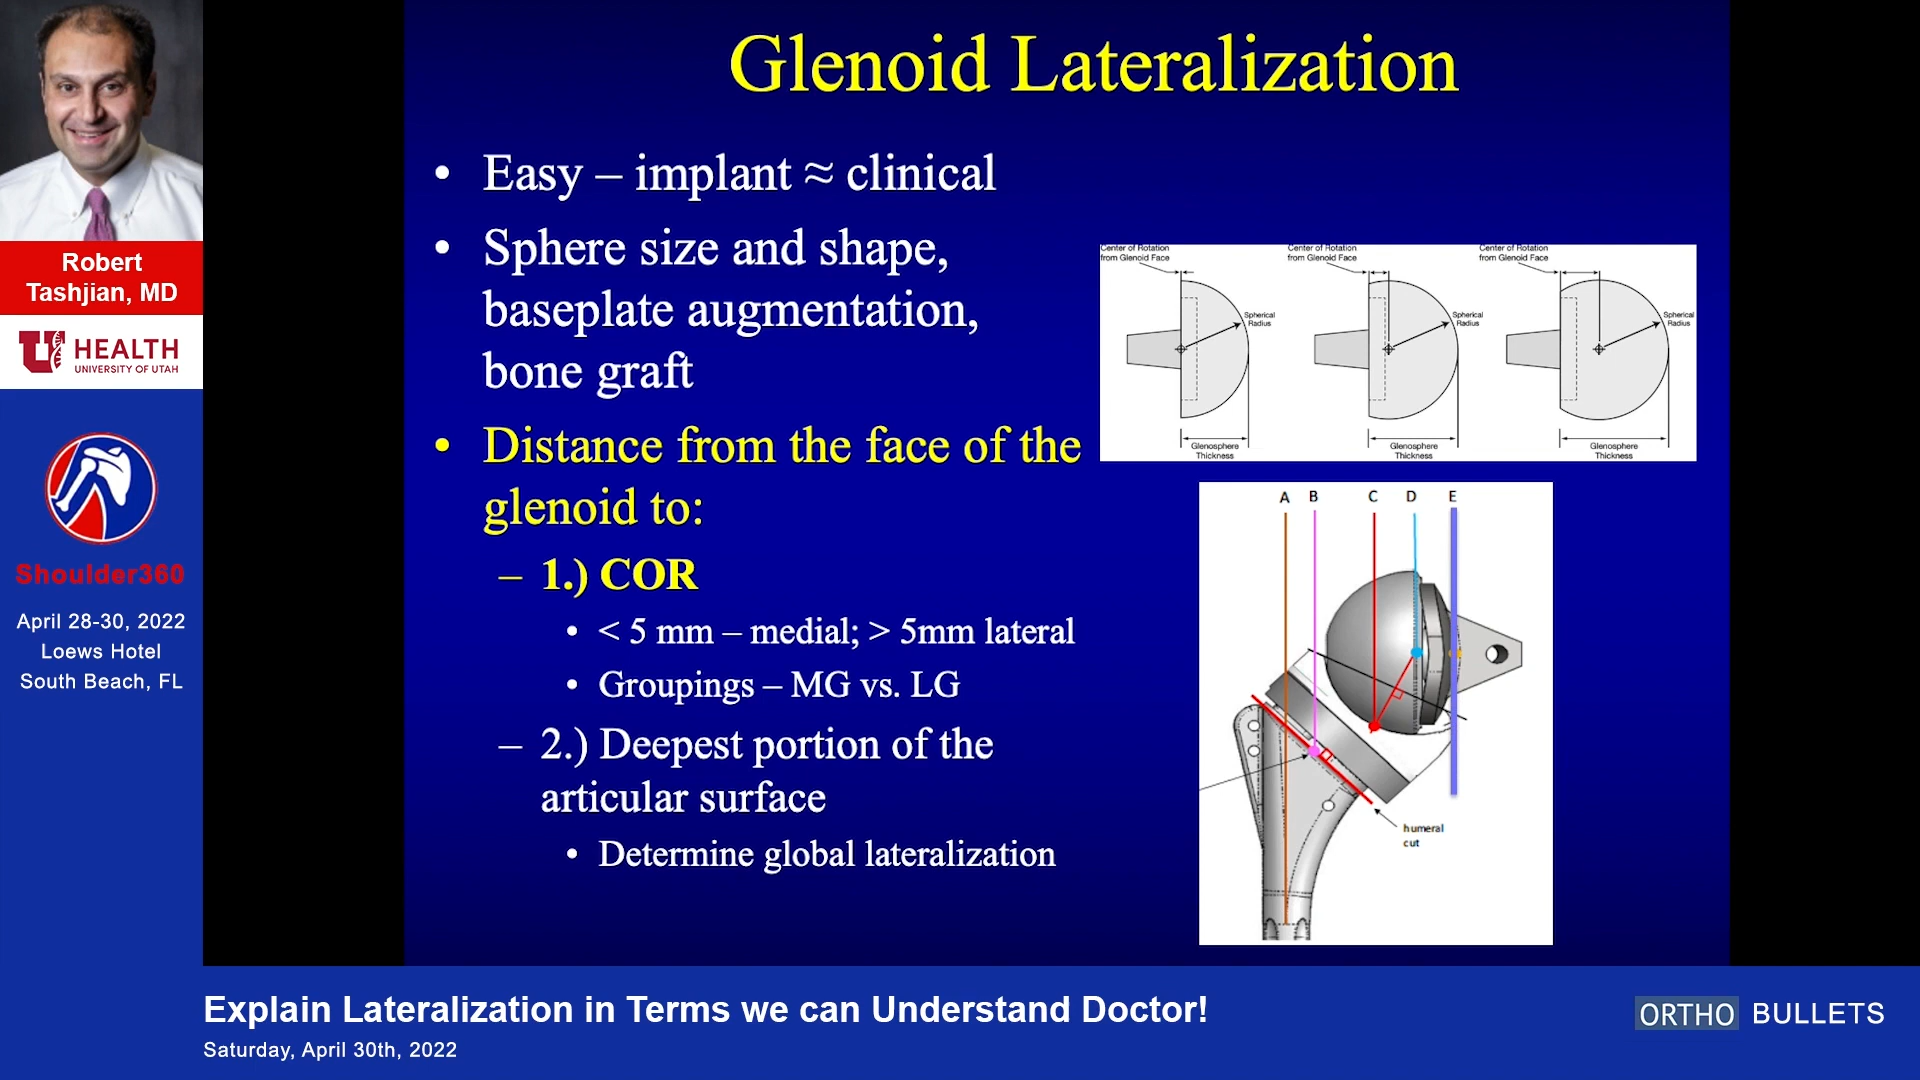 Glenoid Lateralization
• Easy – implant ≈ clinical
• Sphere size and shape,
baseplate augmentation,
bone graft
• Distance from the face of the
glenoid to:
– 1.) COR
• < 5 mm – medial; > 5mm lateral
• Groupings – MG vs. LG
– 2.) Deepest portion of the
articular surface
• Determine global lateralization
Center of Rotation
from Glenoid Face
Spherical
Radius
Glenosphere
Thickness
Center of Rotation
from Glenoid Face
Spherical
Radius
Glenosphere
Thickness
Center of Rotation
from Glenoid Face
Spherical
Radius
Glenosphere
Thickness
A B C D E
humeral
cut
Robert
Tashjian, MD
U HEALTH
UNIVERSITY OF UTAH
Shoulder360
April 28-30, 2022
Loews Hotel
South Beach, FL
Explain Lateralization in Terms we can Understand Doctor!
Saturday, April 30th, 2022
ORTHO BULLETS